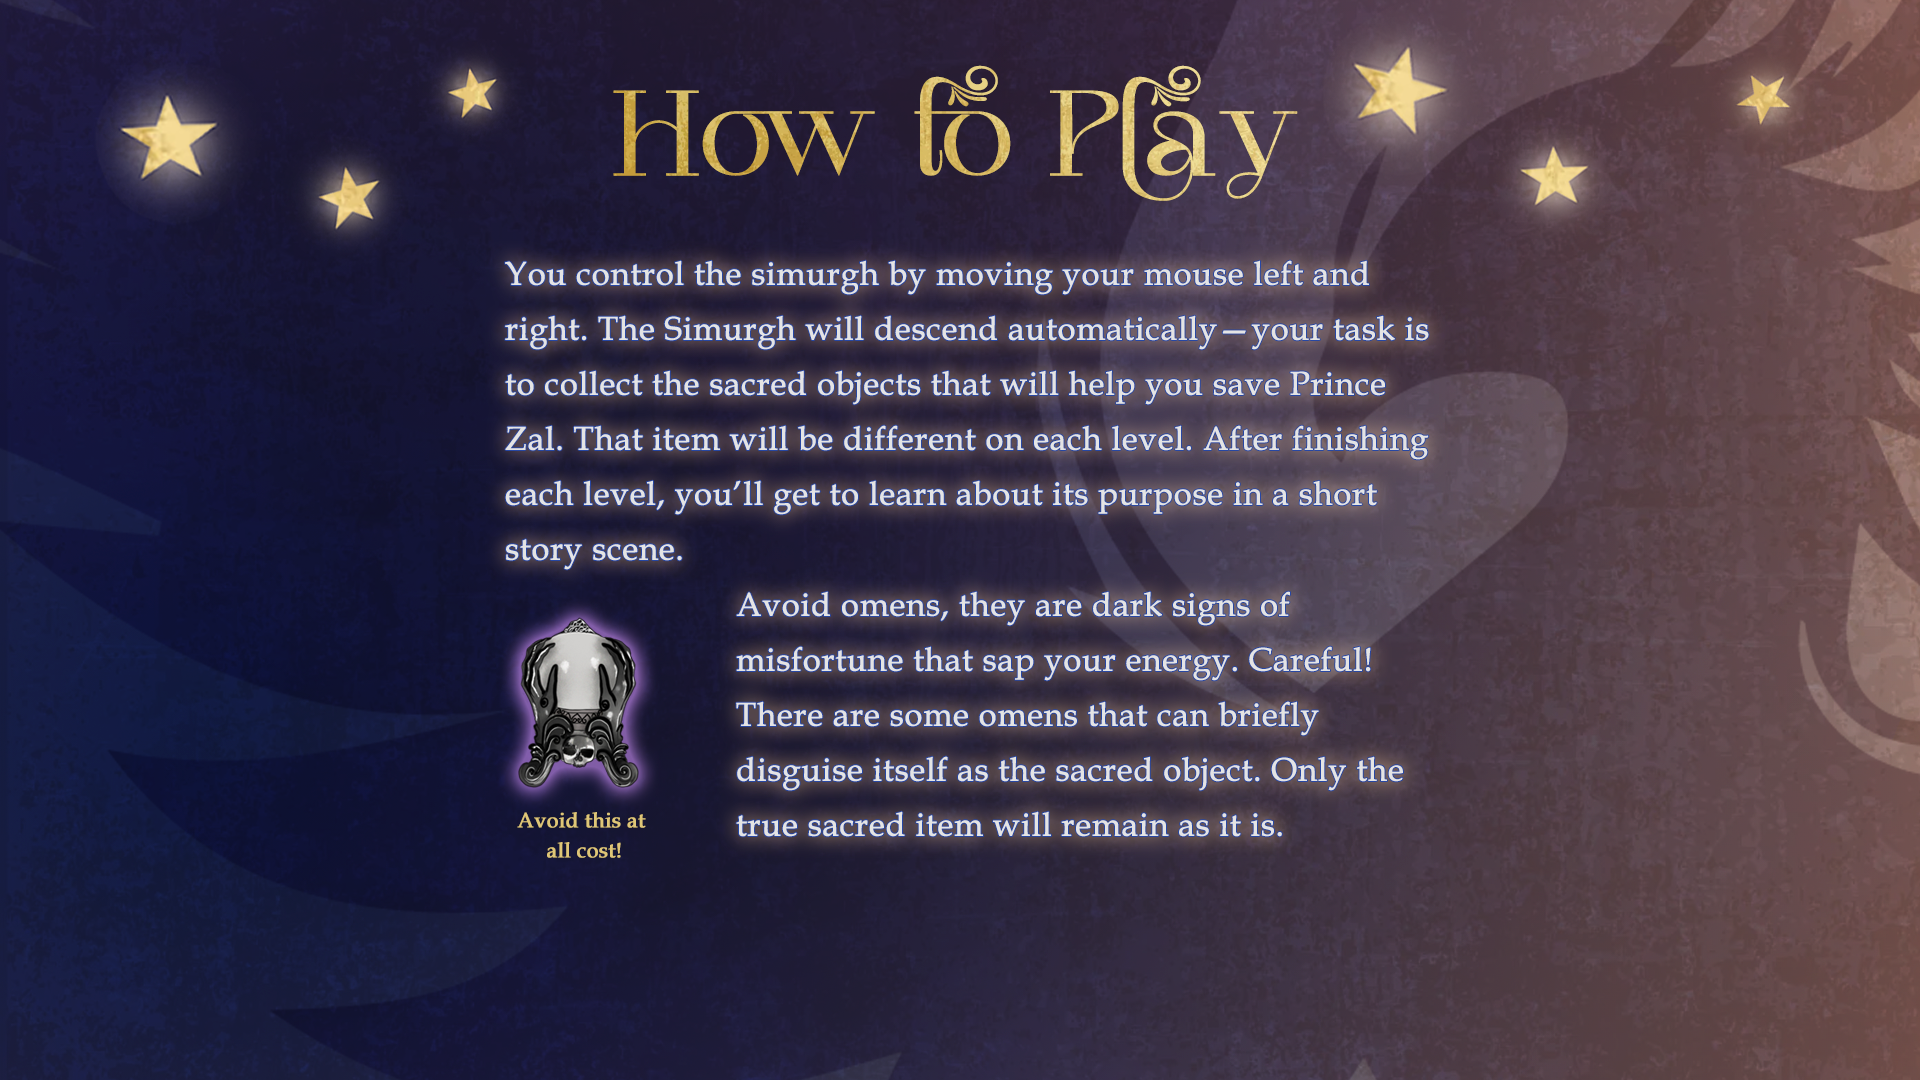 How to Play
You control the simurgh by moving your mouse left and
right. The Simurgh will descend automatically—your task is
to collect the sacred objects that will help you save Prince
Zal. That item will be different on each level. After finishing
each level, you’ll get to learn about its purpose in a short
story scene.
Avoid omens, they are dark signs of
misfortune that sap your energy. Careful!
There are some omens that can briefly
disguise itself as the sacred object. Only the
true sacred item will remain as it is.
Avoid this at
all cost!